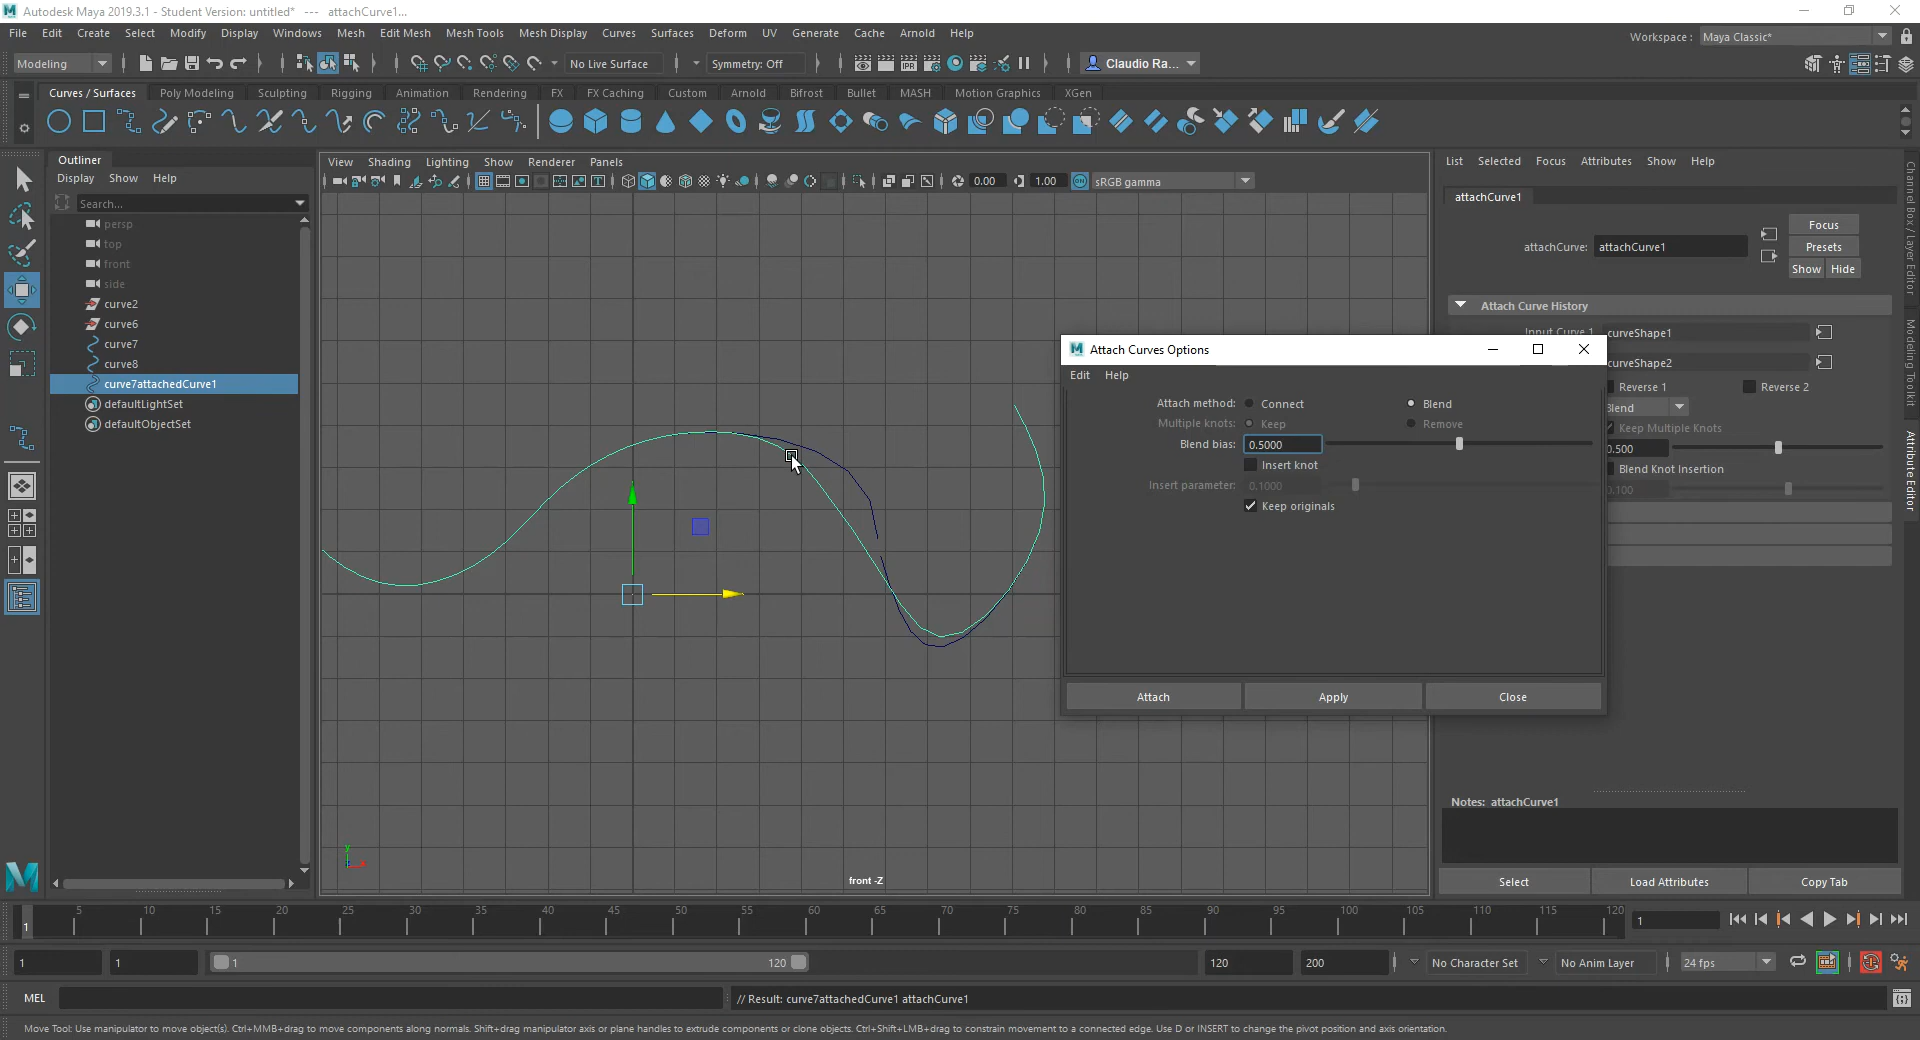 Autodesk Maya 2019.3.1 - Student Version: untitled*   ---   attachCurve1...
File Edit Create Select Modify Display Windows Mesh Edit Mesh Mesh Tools Mesh Display Curves Surfaces Deform UV Generate Cache Arnold Help
Workspace : Maya Classic*
Modeling No Live Surface Symmetry: Off Claudio Ra...
Curves / Surfaces Poly Modeling Sculpting Rigging Animation Rendering FX FX Caching Custom Arnold Bifrost Bullet MASH Motion Graphics XGen
Outliner
Display Show Help
Search...
persp
top
front
side
curve2
curve6
curve7
curve8
curve7attachedCurve1
defaultLightSet
defaultObjectSet
View Shading Lighting Show Renderer Panels
0.00 1.00 ON sRGB gamma
front -Z
y
Attach Curves Options
Edit Help
Attach method: Connect Blend
Multiple knots: Keep Remove
Blend bias: 0.5000
Insert knot
Insert parameter: 0.1000
Keep originals
Attach Apply Close
List Selected Focus Attributes Show Help
attachCurve1
attachCurve: attachCurve1
Focus
Presets
Show Hide
Attach Curve History
Input Curve 1 curveShape1
curveShape2
Reverse 1 Reverse 2
Blend
Keep Multiple Knots
0.500
Blend Knot Insertion
0.100
Notes: attachCurve1
Select Load Attributes Copy Tab
Channel Box / Layer Editor
Modeling Toolkit
Attribute Editor
5 10 15 20 25 30 35 40 45 50 55 60 65 70 75 80 85 90 95 100 105 110 115 120
1 1
1 1 1 120 120 200 No Character Set No Anim Layer 24 fps
MEL // Result: curve7attachedCurve1 attachCurve1
Move Tool: Use manipulator to move object(s). Ctrl+MMB+drag to move components along normals. Shift+drag manipulator axis or plane handles to extrude components or clone objects. Ctrl+Shift+LMB+drag to constrain movement to a connected edge. Use D or INSERT to change the pivot position and axis orientation.